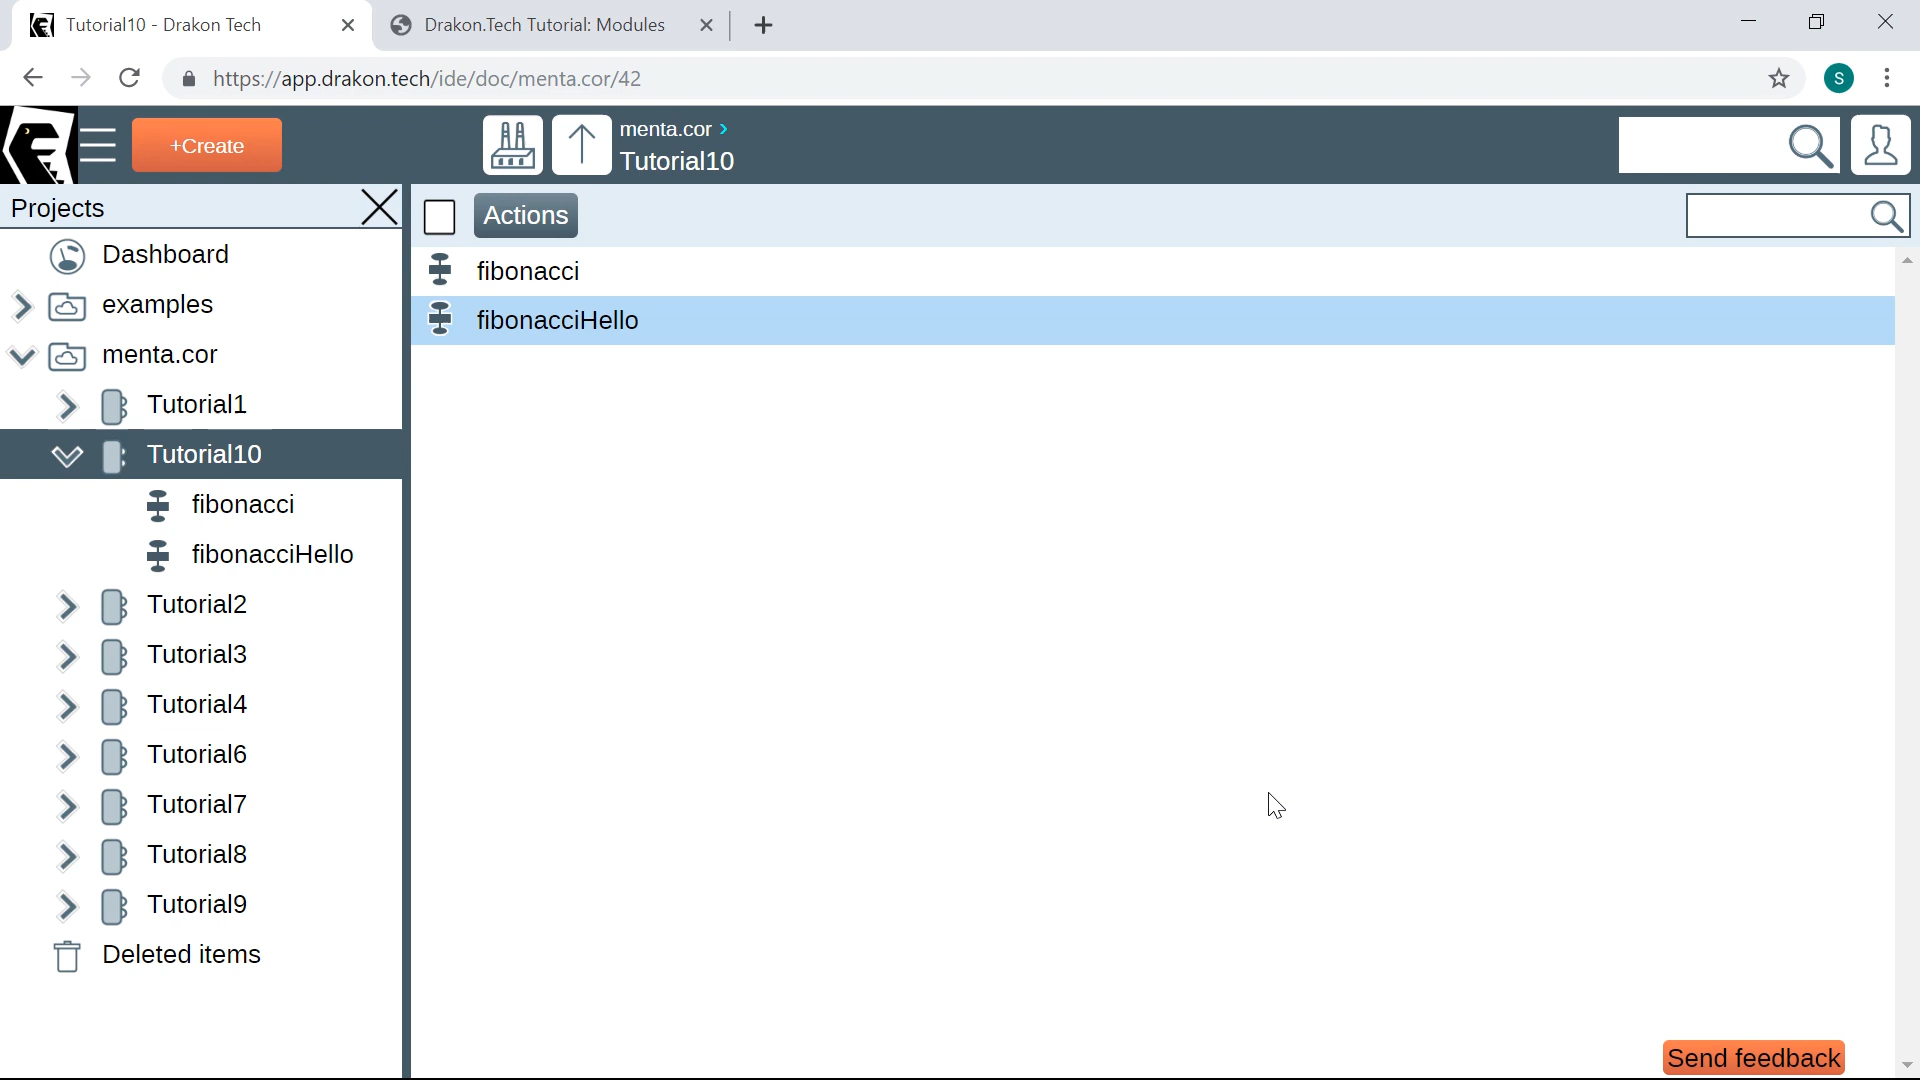 Tutorial10 - Drakon Tech
Drakon.Tech Tutorial: Modules
https://app.drakon.tech/ide/doc/menta.cor/42
S
+Create
menta.cor ›
Tutorial10
Projects
Actions
Dashboard
examples
menta.cor
Tutorial1
Tutorial10
fibonacci
fibonacciHello
Tutorial2
Tutorial3
Tutorial4
Tutorial6
Tutorial7
Tutorial8
Tutorial9
Deleted items
fibonacci
fibonacciHello
Send feedback